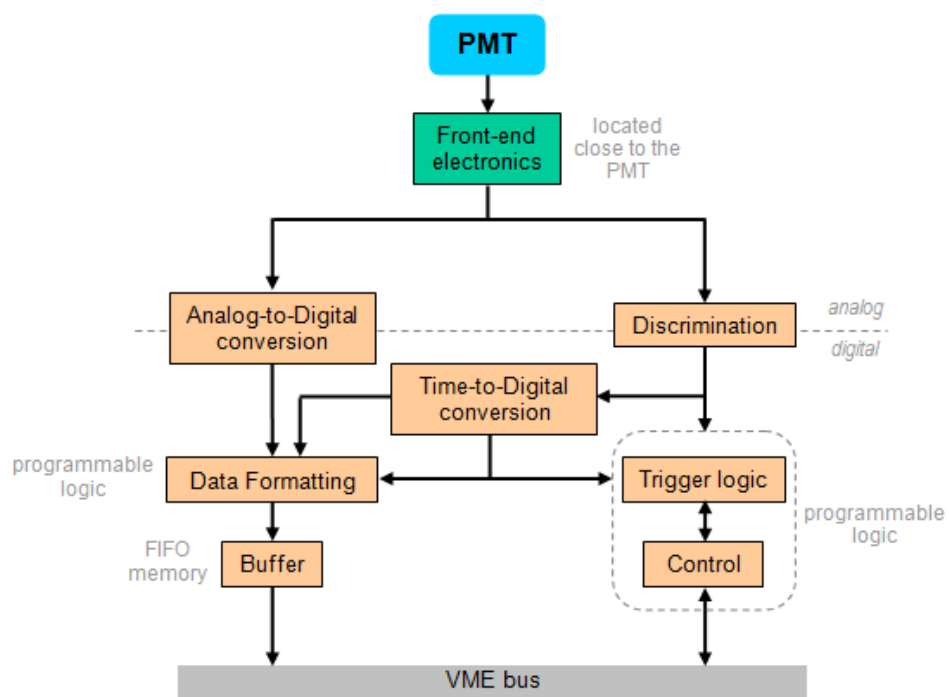 PMT
Front-end
electronics
located
close to the
PMT
Analog-to-Digital
conversion
Discrimination
analog
digital
Time-to-Digital
conversion
programmable
logic
Data Formatting
Trigger logic
programmable
logic
FIFO
memory
Buffer
Control
VME bus